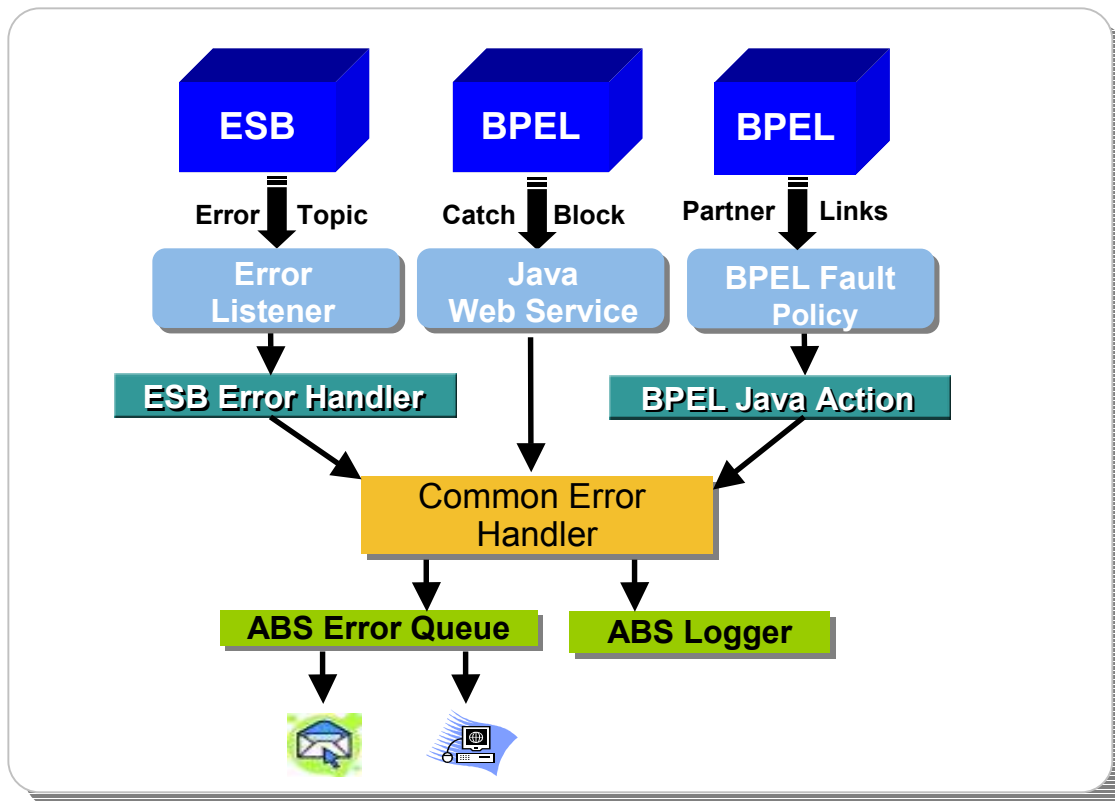 ESB
BPEL
BPEL
Error Topic
Catch Block
Partner Links
Error
Listener
Java
Web Service
BPEL Fault
Policy
ESB Error Handler
BPEL Java Action
Common Error
Handler
ABS Error Queue
ABS Logger